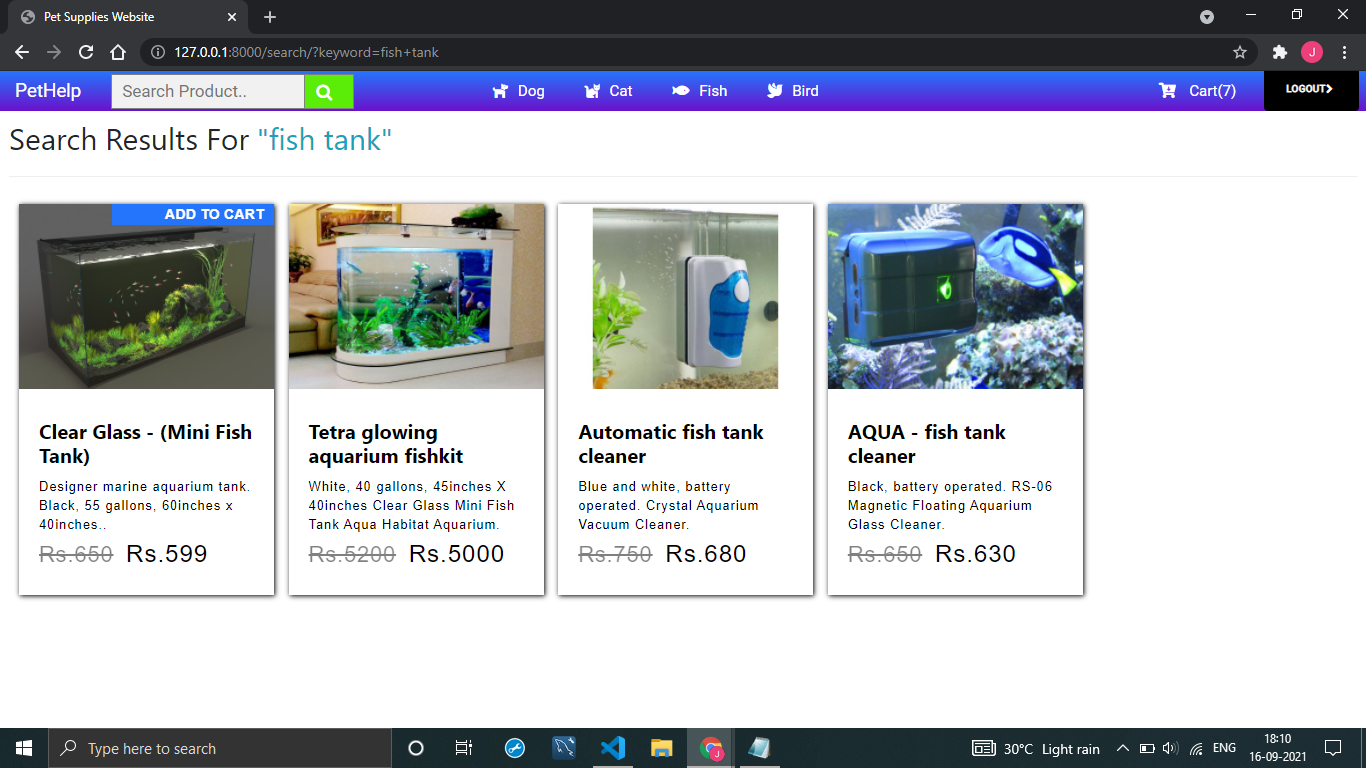 Pet Supplies Website
127.0.0.1:8000/search/?keyword=fish+tank
J
PetHelp
Search Product..
Dog
Cat
Fish
Bird
Cart(7)
LOGOUT
Search Results For "fish tank"
ADD TO CART
Clear Glass - (Mini Fish
Tank)
Designer marine aquarium tank.
Black, 55 gallons, 60inches x
40inches..
Rs.650 Rs.599
Tetra glowing
aquarium fishkit
White, 40 gallons, 45inches X
40inches Clear Glass Mini Fish
Tank Aqua Habitat Aquarium.
Rs.5200 Rs.5000
Automatic fish tank
cleaner
Blue and white, battery
operated. Crystal Aquarium
Vacuum Cleaner.
Rs.750 Rs.680
AQUA - fish tank
cleaner
Black, battery operated. RS-06
Magnetic Floating Aquarium
Glass Cleaner.
Rs.650 Rs.630
Type here to search
J
30°C Light rain
ENG
18:10
16-09-2021